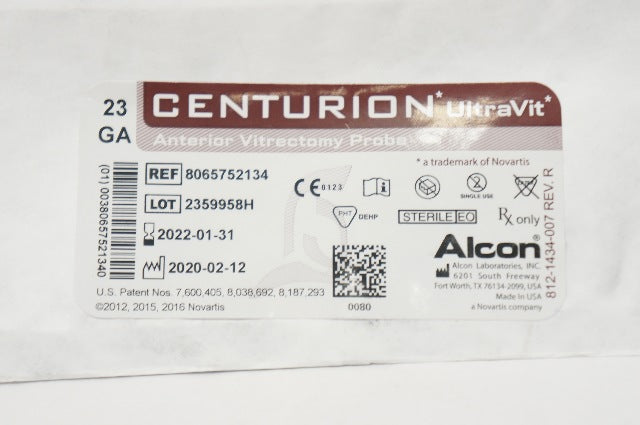 23
GA
CENTURION* UltraVit*
Anterior Vitrectomy Probe
* a trademark of Novartis
REF 8065752134
LOT 2359958H
2022-01-31
2020-02-12
(01) 00380657521340
CE 0123
SINGLE USE
PHT DEHP
STERILE EO
Rx only
Alcon®
Alcon Laboratories, INC.
6201 South Freeway
Fort Worth, TX 76134-2099, USA
Made in USA
a Novartis company
U.S. Patent Nos. 7,600,405, 8,038,692, 8,187,293
©2012, 2015, 2016 Novartis
0080
812-1434-007 REV. R